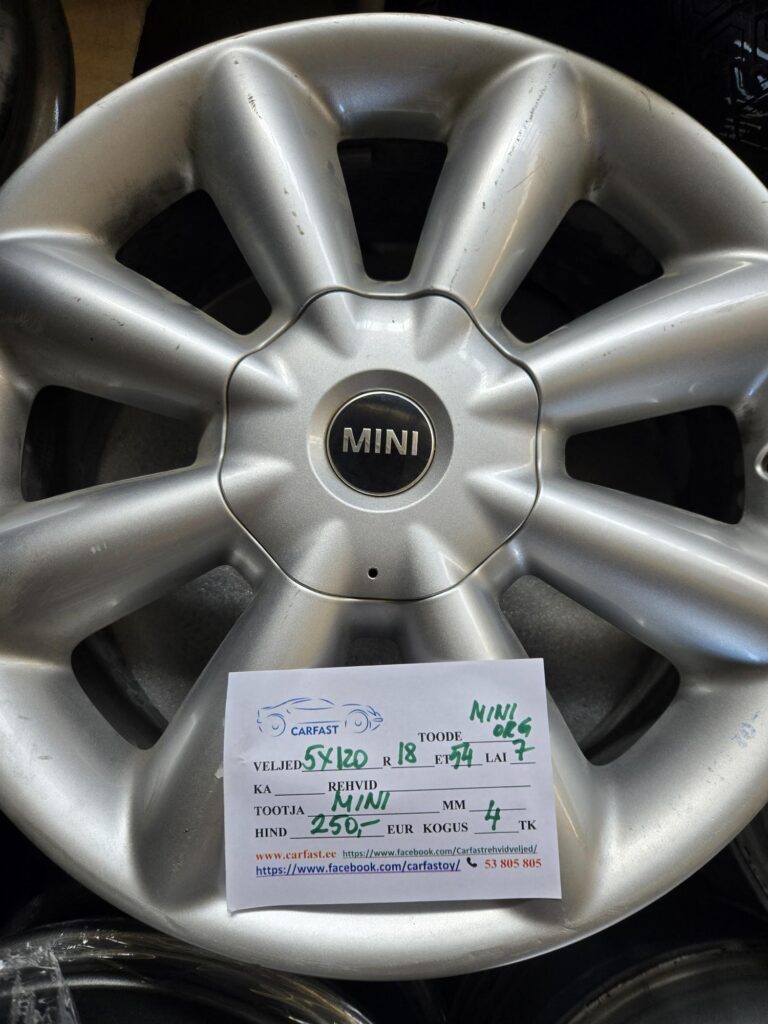 MINI
CARFAST
TOODE MINI ORG
VELJED 5X120 R 18 ET 54 LAI 7
KA REHVID
TOOTJA MINI MM
HIND 250,- EUR KOGUS 4 TK
www.carfast.ee https://www.facebook.com/Carfastrehvidveljed/
https://www.facebook.com/carfastoy/ 53 805 805